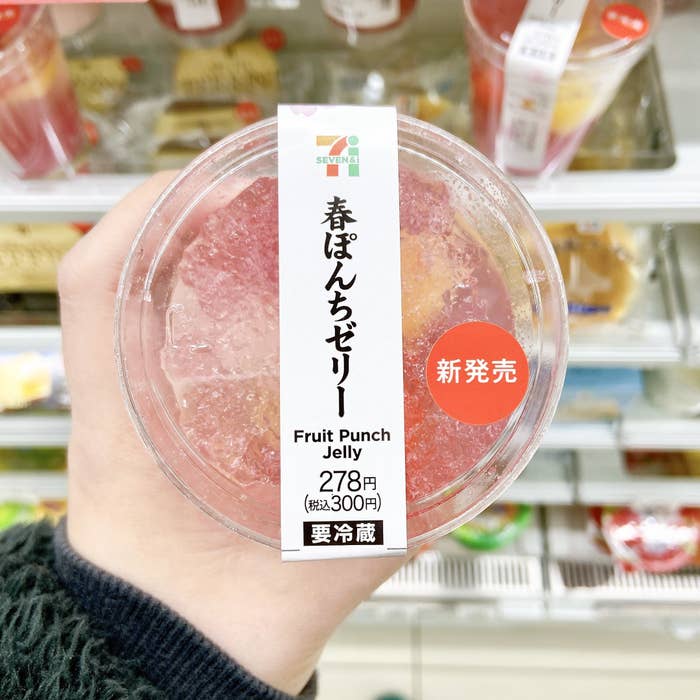 SEVEN&i
春ぽんちゼリー
Fruit Punch
Jelly
278円
(税込300円)
要冷蔵
新発売